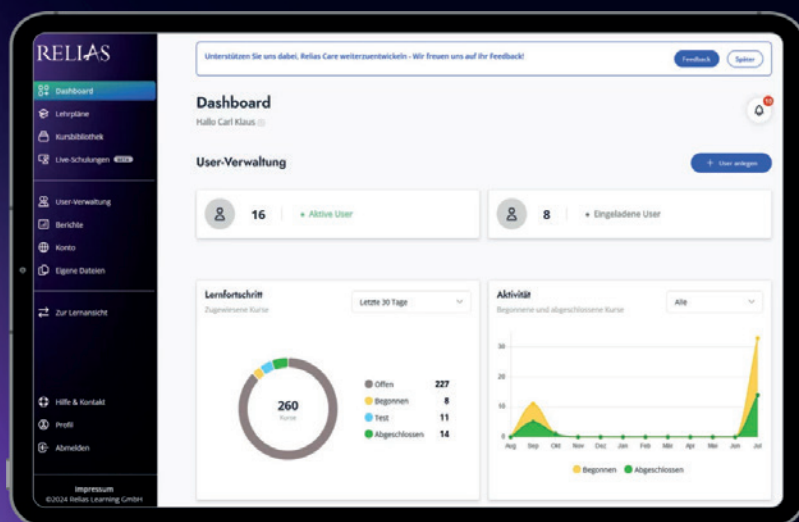 RELIAS
Unterstützen Sie uns dabei, Relias Care weiterzuentwickeln - Wir freuen uns auf Ihr Feedback!
Feedback
Später
Dashboard
Lehrpläne
Kursbibliothek
Live-Schulungen BETA
User-Verwaltung
Berichte
Konto
Eigene Dateien
Zur Lernansicht
Hilfe & Kontakt
Profil
Abmelden
Impressum
©2024 Relias Learning GmbH
Dashboard
Hallo Carl Klaus
10
User-Verwaltung
+ User anlegen
16 Aktive User
8 Eingeladene User
Lernfortschritt
Zugewiesene Kurse
Letzte 30 Tage
260
Kurse
Offen 227
Begonnen 8
Test 11
Abgeschlossen 14
Aktivität
Begonnene und abgeschlossene Kurse
Alle
30
20
10
0
Aug Sep Okt Nov Dez Jan Feb Mär Apr Mai Jun Jul
Begonnen Abgeschlossen